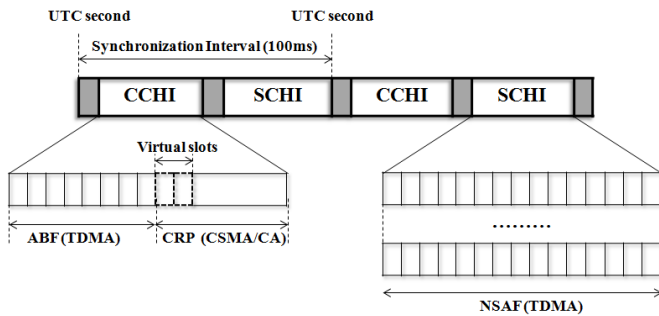 UTC second
UTC second
Synchronization Interval (100ms)
CCHI
SCHI
CCHI
SCHI
Virtual slots
.........
ABF(TDMA)
CRP (CSMA/CA)
NSAF(TDMA)